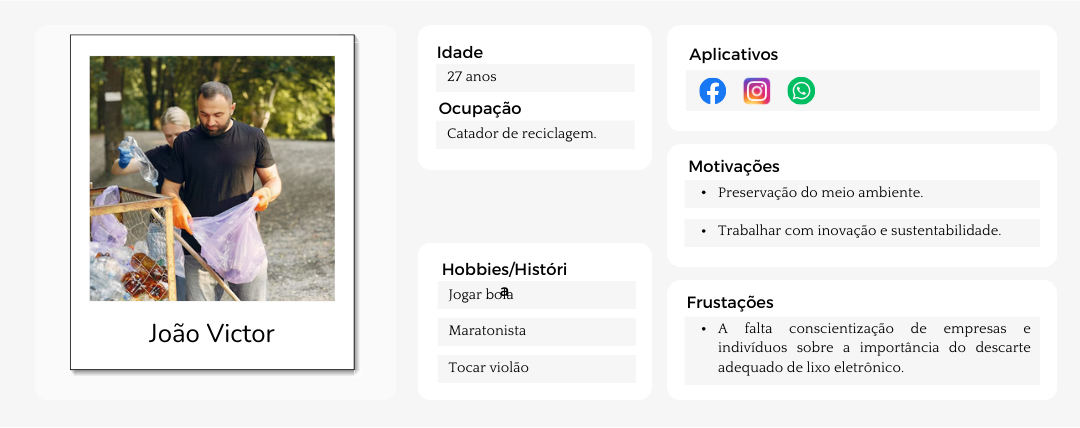 João Victor
Idade
27 anos
Ocupação
Catador de reciclagem.
Hobbies/Históri
a
Jogar bola
Maratonista
Tocar violão
Aplicativos
Motivações
• Preservação do meio ambiente.
• Trabalhar com inovação e sustentabilidade.
Frustações
• A falta conscientização de empresas e
indivíduos sobre a importância do descarte
adequado de lixo eletrônico.